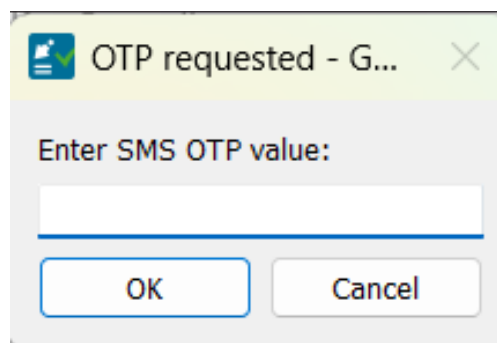 OTP requested - G...
Enter SMS OTP value:
OK
Cancel